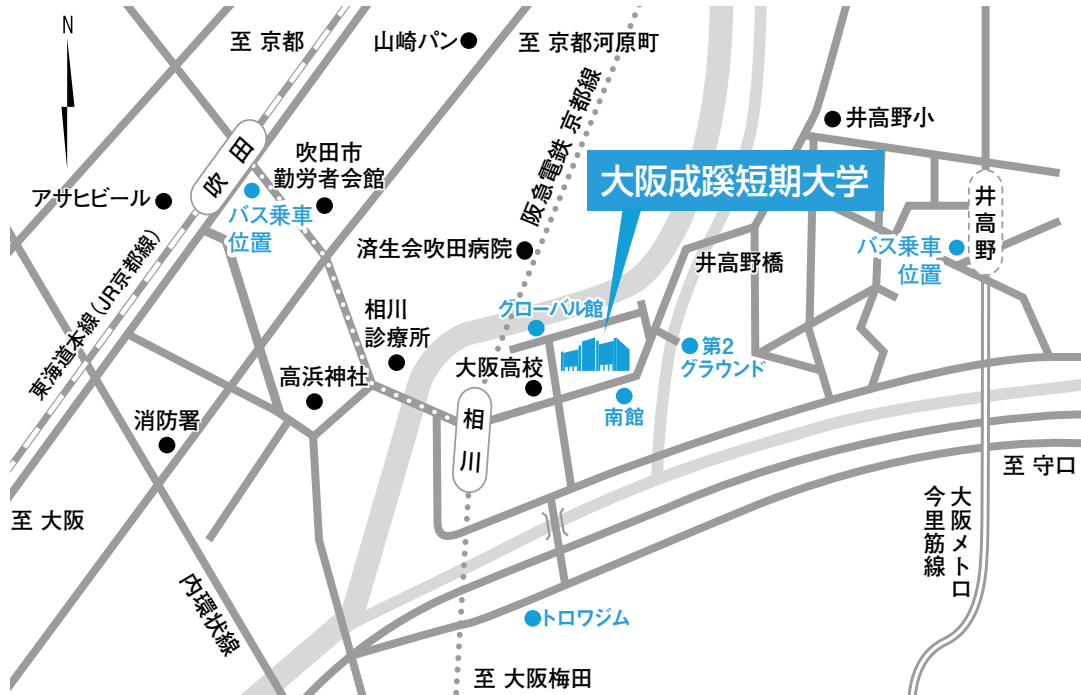 N
至 京都
山崎パン
至 京都河原町
阪急電鉄 京都線
井高野小
吹田
吹田市
勤労者会館
大阪成蹊短期大学
アサヒビール
バス乗車
位置
井高野
済生会吹田病院
井高野橋
バス乗車
位置
東海道本線(JR京都線)
相川
診療所
グローバル館
第2
グラウンド
高浜神社
大阪高校
南館
消防署
相川
至 守口
至 大阪
大阪メトロ
今里筋線
内環状線
トロワジム
至 大阪梅田